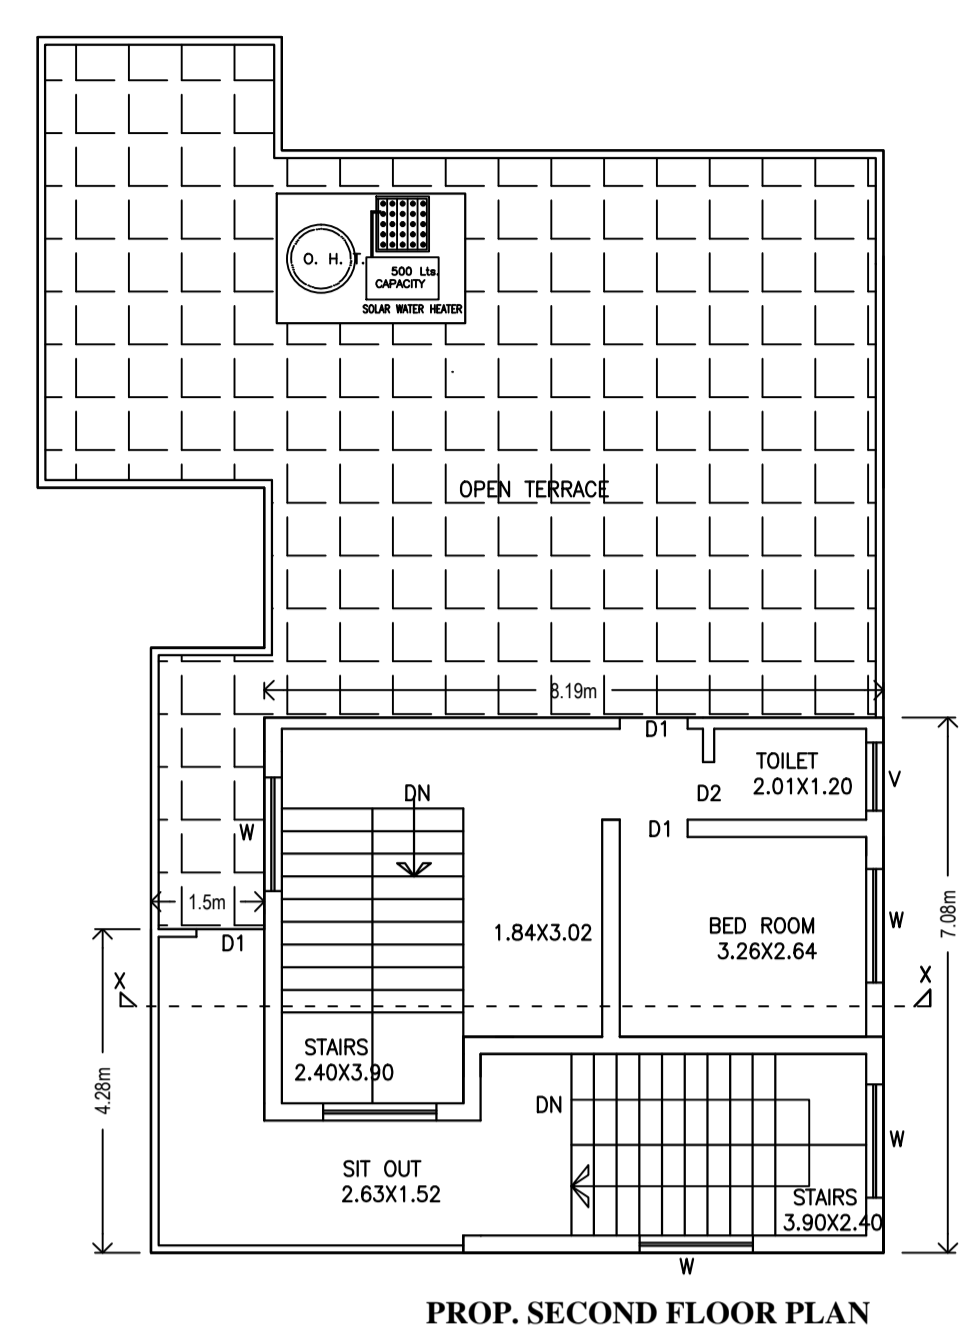 O. H. T.
500 Lts.
CAPACITY
SOLAR WATER HEATER
OPEN TERRACE
8.19m
D1
TOILET
2.01X1.20
V
DN
D2
W
D1
1.5m
7.08m
W
BED ROOM
3.26X2.64
1.84X3.02
D1
X
X
STAIRS
2.40X3.90
4.28m
DN
W
SIT OUT
2.63X1.52
STAIRS
3.90X2.40
W
PROP. SECOND FLOOR PLAN